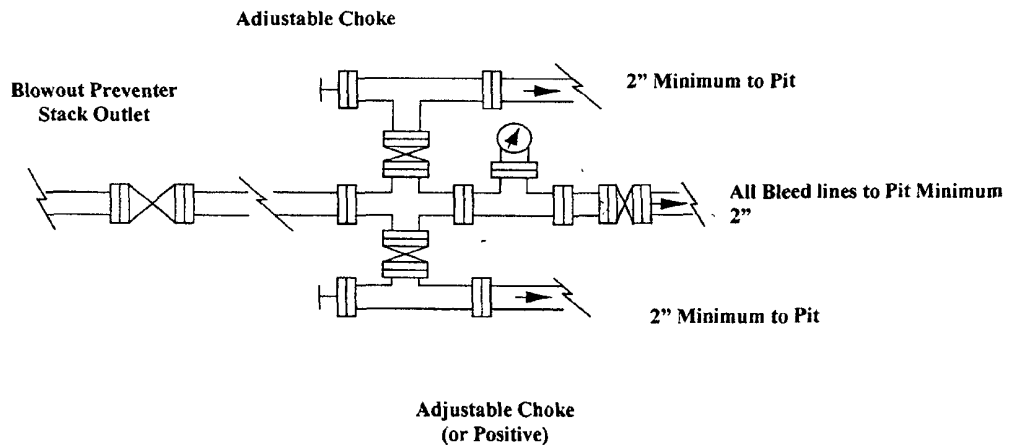 Adjustable Choke
Blowout Preventer
Stack Outlet
2” Minimum to Pit
All Bleed lines to Pit Minimum
2”
2” Minimum to Pit
Adjustable Choke
(or Positive)